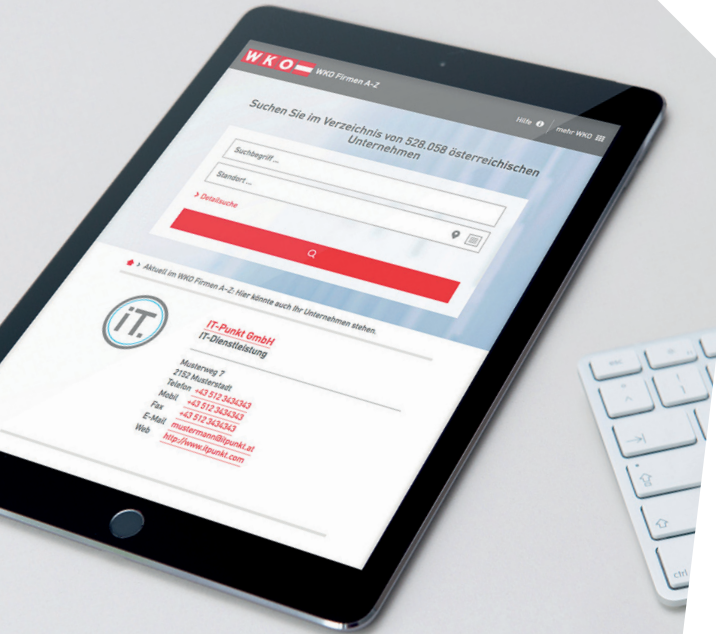 WKO WKO Firmen A-Z
Hilfe mehr WKO
Suchen Sie im Verzeichnis von 528.058 österreichischen
Unternehmen
Suchbegriff ...
Standort ...
> Detailsuche
> Aktuell im WKO Firmen A-Z: Hier könnte auch Ihr Unternehmen stehen.
iT.
IT-Punkt GmbH
IT-Dienstleistung
Musterweg 7
2152 Musterstadt
Telefon +43 512 3434343
Mobil +43 512 3434343
Fax +43 512 3434343
E-Mail mustermann@itpunkt.at
Web http://www.itpunkt.com
esc
ctrl